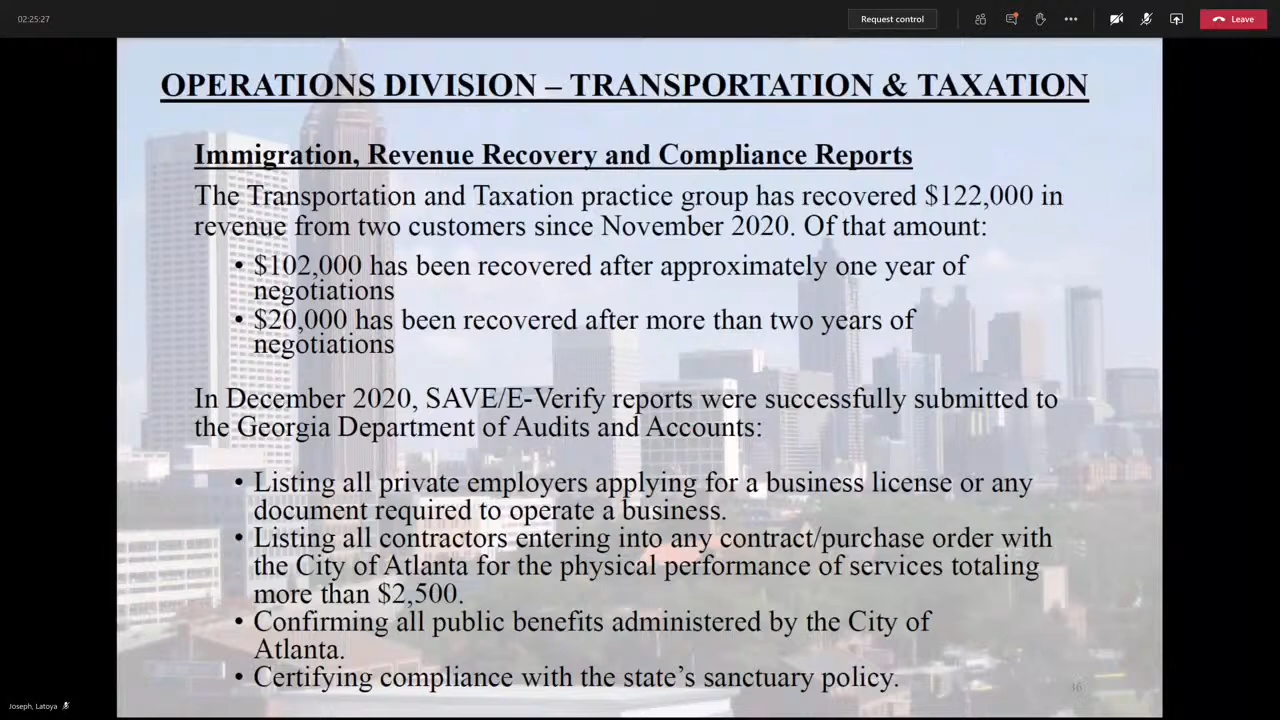 02:25:27
Request control
Leave
OPERATIONS DIVISION – TRANSPORTATION & TAXATION
Immigration, Revenue Recovery and Compliance Reports
The Transportation and Taxation practice group has recovered $122,000 in
revenue from two customers since November 2020. Of that amount:
• $102,000 has been recovered after approximately one year of
negotiations
• $20,000 has been recovered after more than two years of
negotiations
In December 2020, SAVE/E-Verify reports were successfully submitted to
the Georgia Department of Audits and Accounts:
• Listing all private employers applying for a business license or any
document required to operate a business.
• Listing all contractors entering into any contract/purchase order with
the City of Atlanta for the physical performance of services totaling
more than $2,500.
• Confirming all public benefits administered by the City of
Atlanta.
• Certifying compliance with the state’s sanctuary policy.
36
Joseph, Latoya